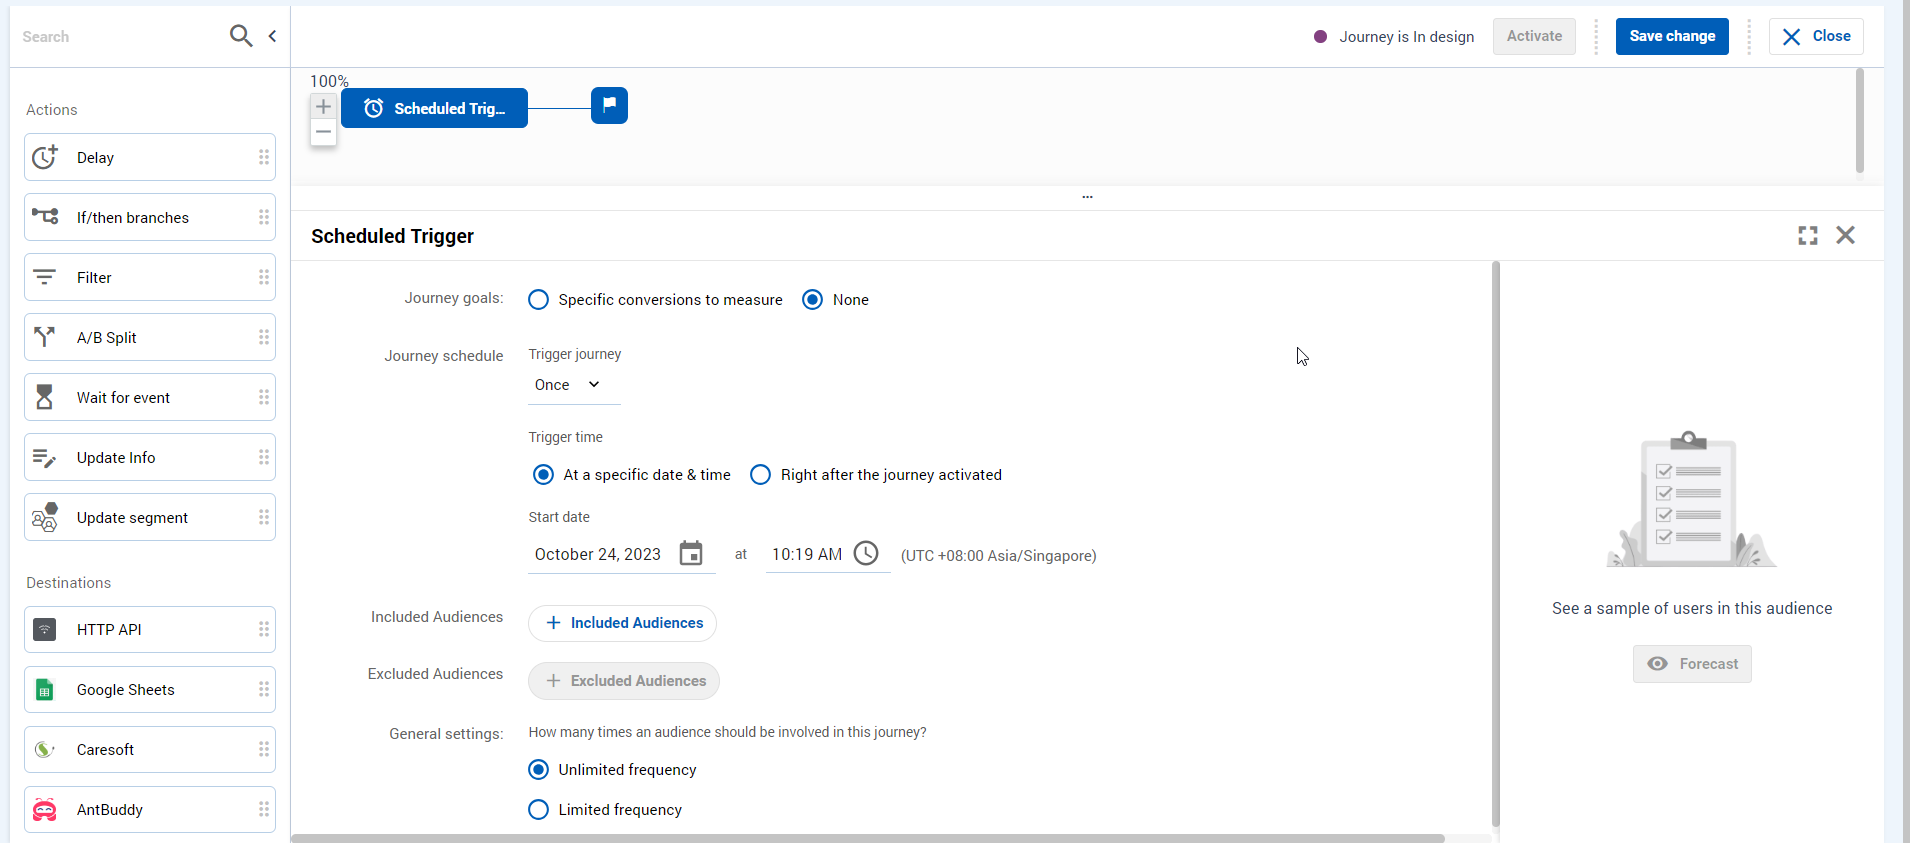 Search
Journey is In design
Activate
Save change
Close
100%
Scheduled Trig...
Actions
Delay
If/then branches
Filter
A/B Split
Wait for event
Update Info
Update segment
Destinations
HTTP API
Google Sheets
Caresoft
AntBuddy
...
Scheduled Trigger
Journey goals: Specific conversions to measure None
Journey schedule Trigger journey
Once
Trigger time
At a specific date & time Right after the journey activated
Start date
October 24, 2023 at 10:19 AM (UTC +08:00 Asia/Singapore)
Included Audiences + Included Audiences
Excluded Audiences + Excluded Audiences
General settings: How many times an audience should be involved in this journey?
Unlimited frequency
Limited frequency
See a sample of users in this audience
Forecast